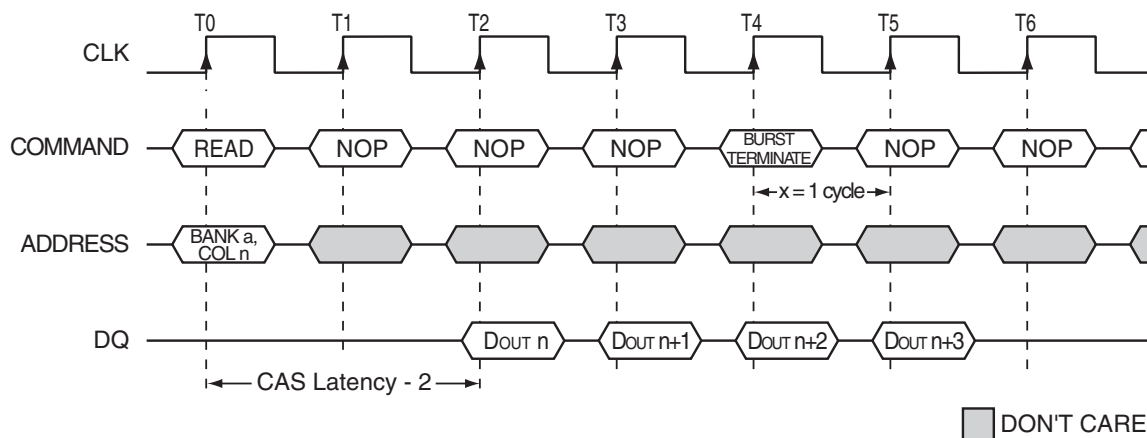 T0 T1 T2 T3 T4 T5 T6
CLK
COMMAND READ NOP NOP NOP BURST TERMINATE NOP NOP
x = 1 cycle
ADDRESS BANK a, COL n
DQ DOUT n DOUT n+1 DOUT n+2 DOUT n+3
CAS Latency - 2
DON'T CARE